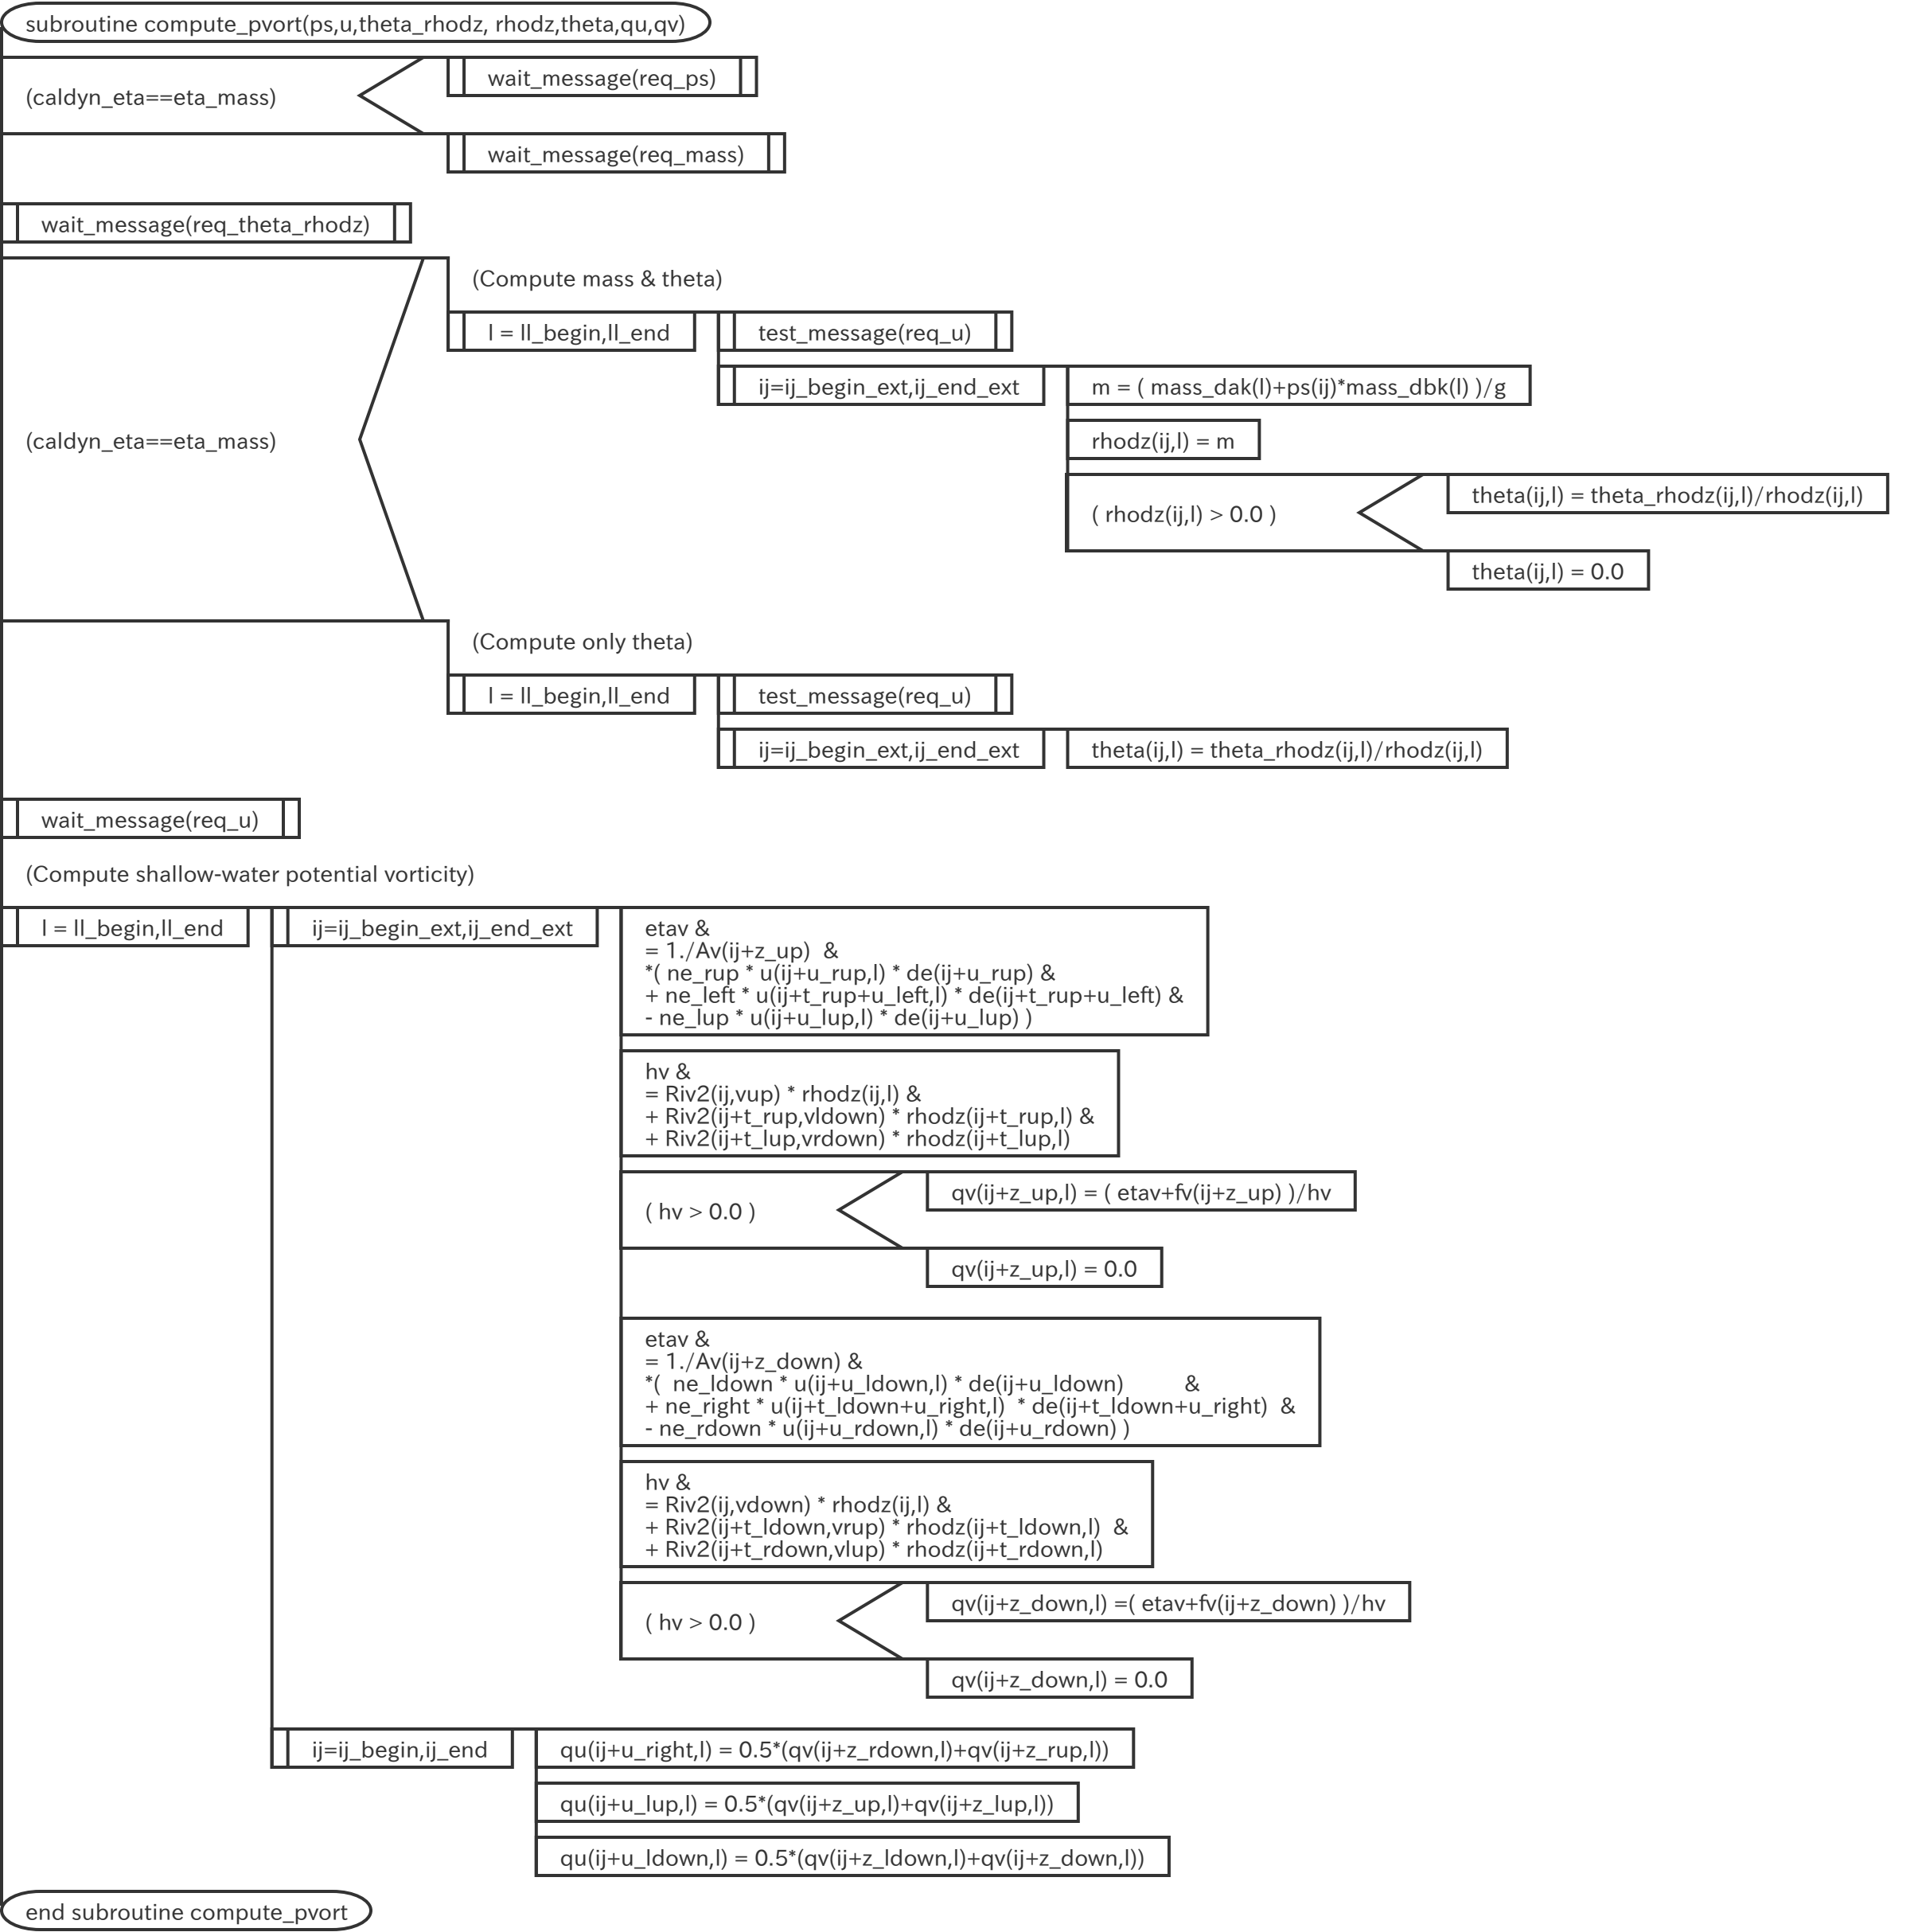 subroutine compute_pvort(ps,u,theta_rhodz, rhodz,theta,qu,qv)
(caldyn_eta==eta_mass)
wait_message(req_ps)
wait_message(req_mass)
wait_message(req_theta_rhodz)
(caldyn_eta==eta_mass)
(Compute mass & theta)
l = ll_begin,ll_end
test_message(req_u)
ij=ij_begin_ext,ij_end_ext
m = ( mass_dak(l)+ps(ij)*mass_dbk(l) )/g
rhodz(ij,l) = m
( rhodz(ij,l) > 0.0 )
theta(ij,l) = theta_rhodz(ij,l)/rhodz(ij,l)
theta(ij,l) = 0.0
(Compute only theta)
l = ll_begin,ll_end
test_message(req_u)
ij=ij_begin_ext,ij_end_ext
theta(ij,l) = theta_rhodz(ij,l)/rhodz(ij,l)
wait_message(req_u)
(Compute shallow-water potential vorticity)
l = ll_begin,ll_end
ij=ij_begin_ext,ij_end_ext
etav &
= 1./Av(ij+z_up)  &
*( ne_rup * u(ij+u_rup,l) * de(ij+u_rup) &
+ ne_left * u(ij+t_rup+u_left,l) * de(ij+t_rup+u_left) &
- ne_lup * u(ij+u_lup,l) * de(ij+u_lup) )
hv &
= Riv2(ij,vup) * rhodz(ij,l) &
+ Riv2(ij+t_rup,vldown) * rhodz(ij+t_rup,l) &
+ Riv2(ij+t_lup,vrdown) * rhodz(ij+t_lup,l)
( hv > 0.0 )
qv(ij+z_up,l) = ( etav+fv(ij+z_up) )/hv
qv(ij+z_up,l) = 0.0
etav &
= 1./Av(ij+z_down) &
*(  ne_ldown * u(ij+u_ldown,l) * de(ij+u_ldown)          &
+ ne_right * u(ij+t_ldown+u_right,l)  * de(ij+t_ldown+u_right)  &
- ne_rdown * u(ij+u_rdown,l) * de(ij+u_rdown) )
hv &
= Riv2(ij,vdown) * rhodz(ij,l) &
+ Riv2(ij+t_ldown,vrup) * rhodz(ij+t_ldown,l)  &
+ Riv2(ij+t_rdown,vlup) * rhodz(ij+t_rdown,l)
( hv > 0.0 )
qv(ij+z_down,l) =( etav+fv(ij+z_down) )/hv
qv(ij+z_down,l) = 0.0
ij=ij_begin,ij_end
qu(ij+u_right,l) = 0.5*(qv(ij+z_rdown,l)+qv(ij+z_rup,l))
qu(ij+u_lup,l) = 0.5*(qv(ij+z_up,l)+qv(ij+z_lup,l))
qu(ij+u_ldown,l) = 0.5*(qv(ij+z_ldown,l)+qv(ij+z_down,l))
end subroutine compute_pvort